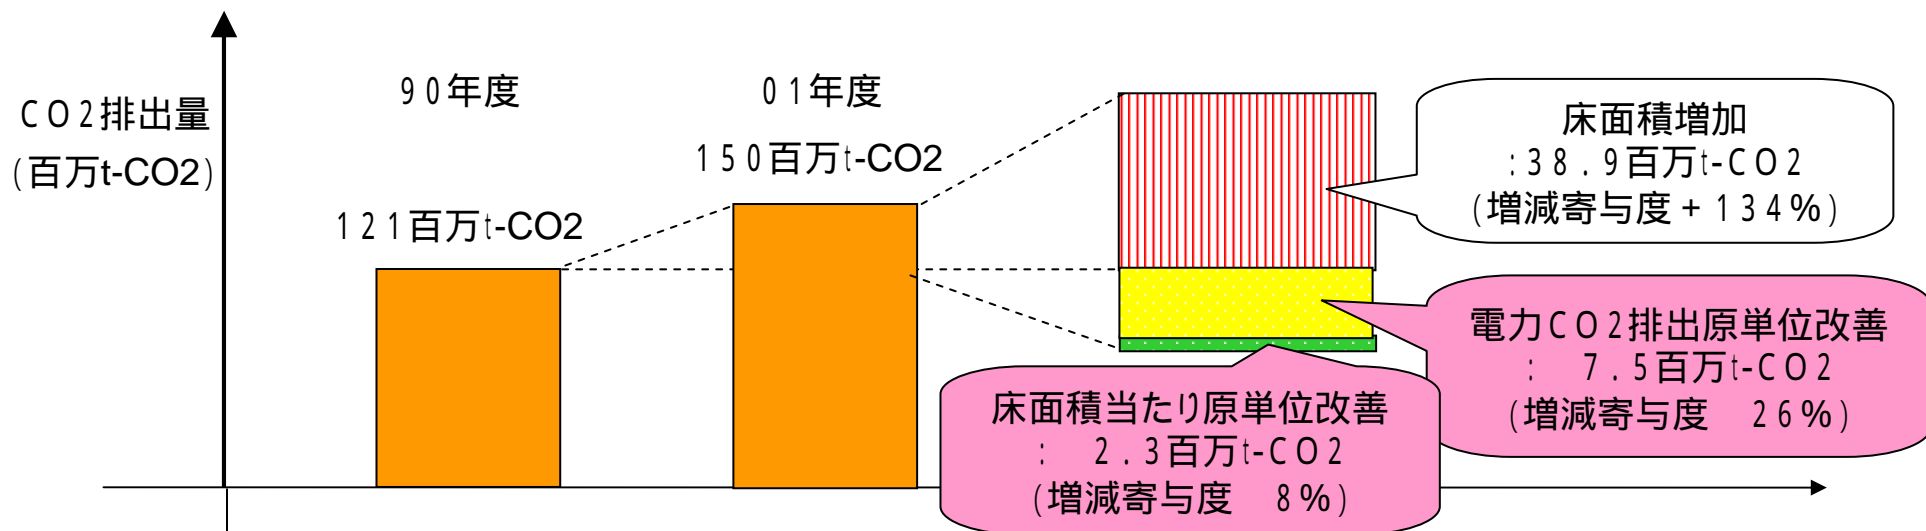 CO2排出量
(百万t-CO2)
90年度
121百万t-CO2
01年度
150百万t-CO2
床面積増加
:38.9百万t-CO2
(増減寄与度+134%)
電力CO2排出原単位改善
: 7.5百万t-CO2
(増減寄与度 26%)
床面積当たり原単位改善
: 2.3百万t-CO2
(増減寄与度 8%)